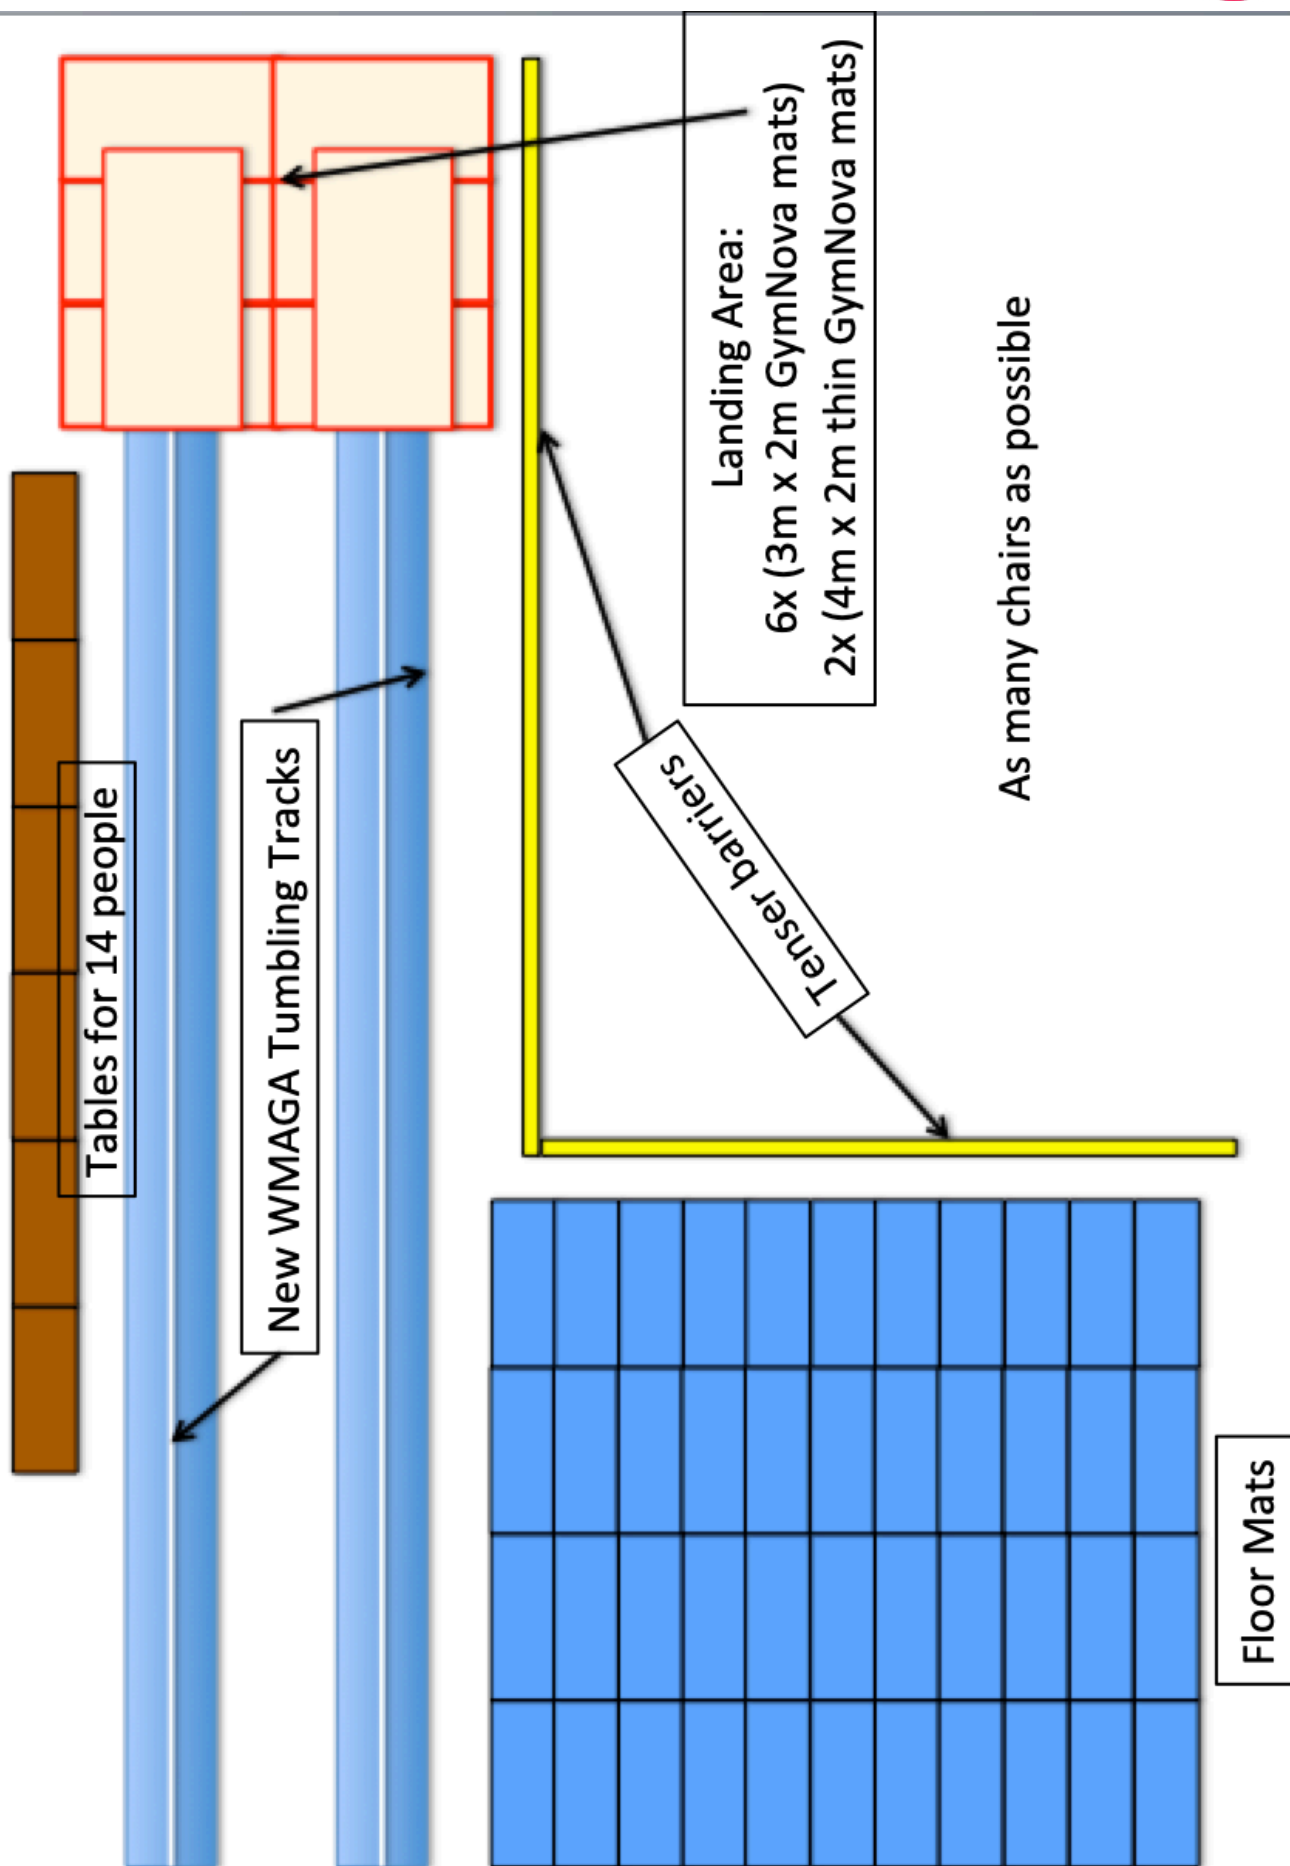 Tables for 14 people
New WMAGA Tumbling Tracks
Tenser barriers
Landing Area:
6x (3m x 2m GymNova mats)
2x (4m x 2m thin GymNova mats)
As many chairs as possible
Floor Mats